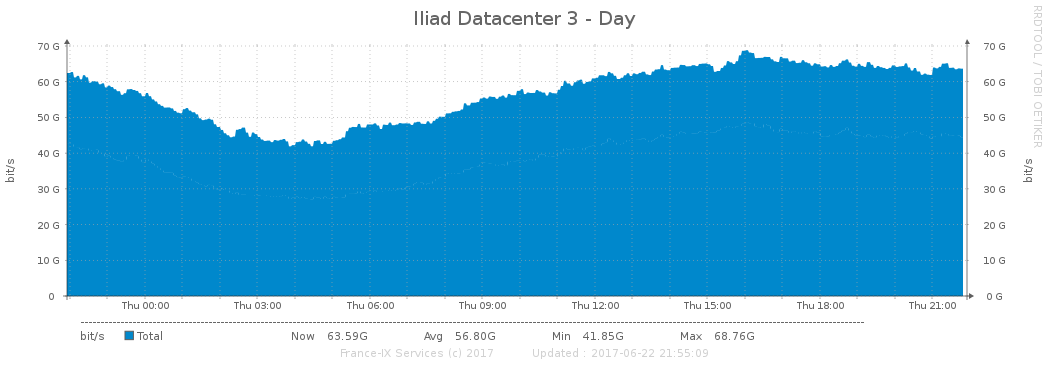 Iliad Datacenter 3 - Day
RRDTOOL / TOBI OETIKER
bit/s
bit/s
70 G 70 G
60 G 60 G
50 G 50 G
40 G 40 G
30 G 30 G
20 G 20 G
10 G 10 G
0 0 G
Thu 00:00 Thu 03:00 Thu 06:00 Thu 09:00 Thu 12:00 Thu 15:00 Thu 18:00 Thu 21:00
bit/s Total Now 63.59G Avg 56.80G Min 41.85G Max 68.76G
France-IX Services (c) 2017 Updated : 2017-06-22 21:55:09